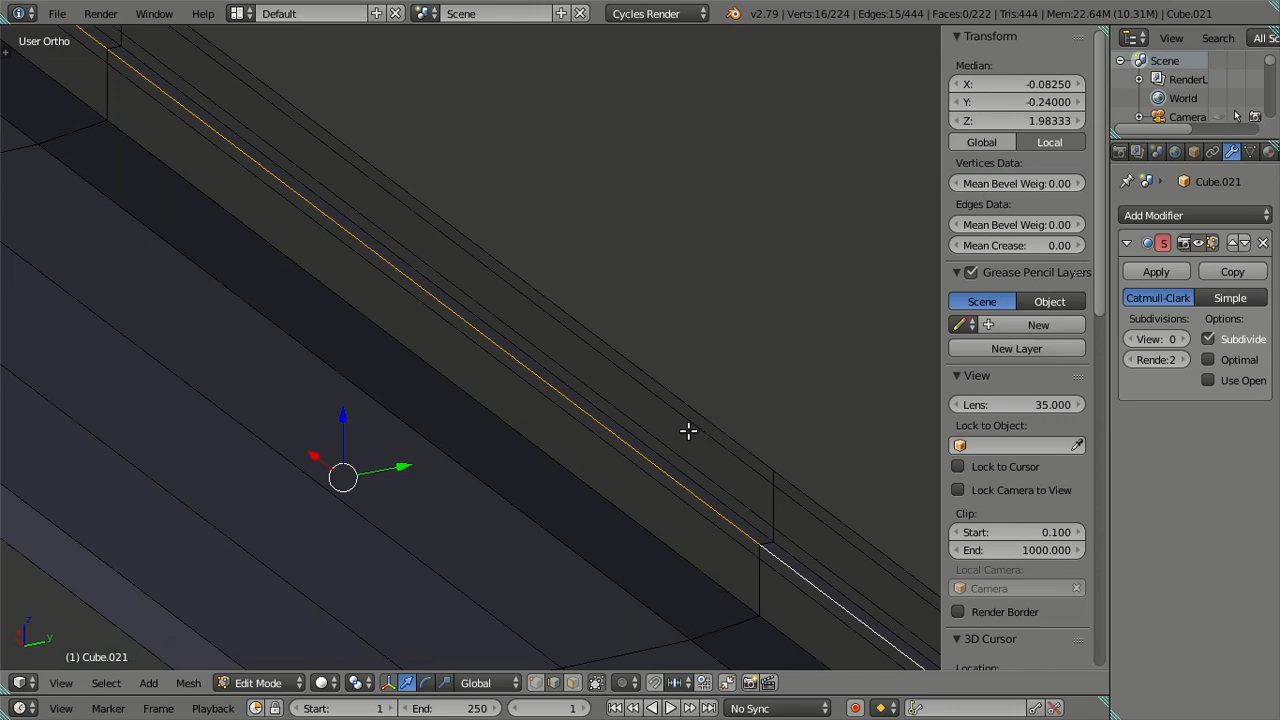 File Render Window Help Default Scene Cycles Render v2.79 | Verts:16/224 | Edges:15/444 | Faces:0/222 | Tris:444 | Mem:22.64M (10.31M) | Cube.021
User Ortho
Transform
Median:
X: -0.08250
Y: -0.24000
Z: 1.98333
Global Local
Vertices Data:
Mean Bevel Weig: 0.00
Edges Data:
Mean Bevel Weig: 0.00
Mean Crease: 0.00
Grease Pencil Layers
Scene Object
New
New Layer
View
Lens: 35.000
Lock to Object:
Lock to Cursor
Lock Camera to View
Clip:
Start: 0.100
End: 1000.000
Local Camera:
Camera
Render Border
3D Cursor
Location:
View Search All Sc
Scene
RenderL
World
Camera
Cube.021
Add Modifier
S
Apply Copy
Catmull-Clark Simple
Subdivisions: Options:
View: 0 Subdivide
Rende: 2 Optimal
Use Open
z
y
(1) Cube.021
View Select Add Mesh Edit Mode Global
View Marker Frame Playback Start: 1 End: 250 1 No Sync